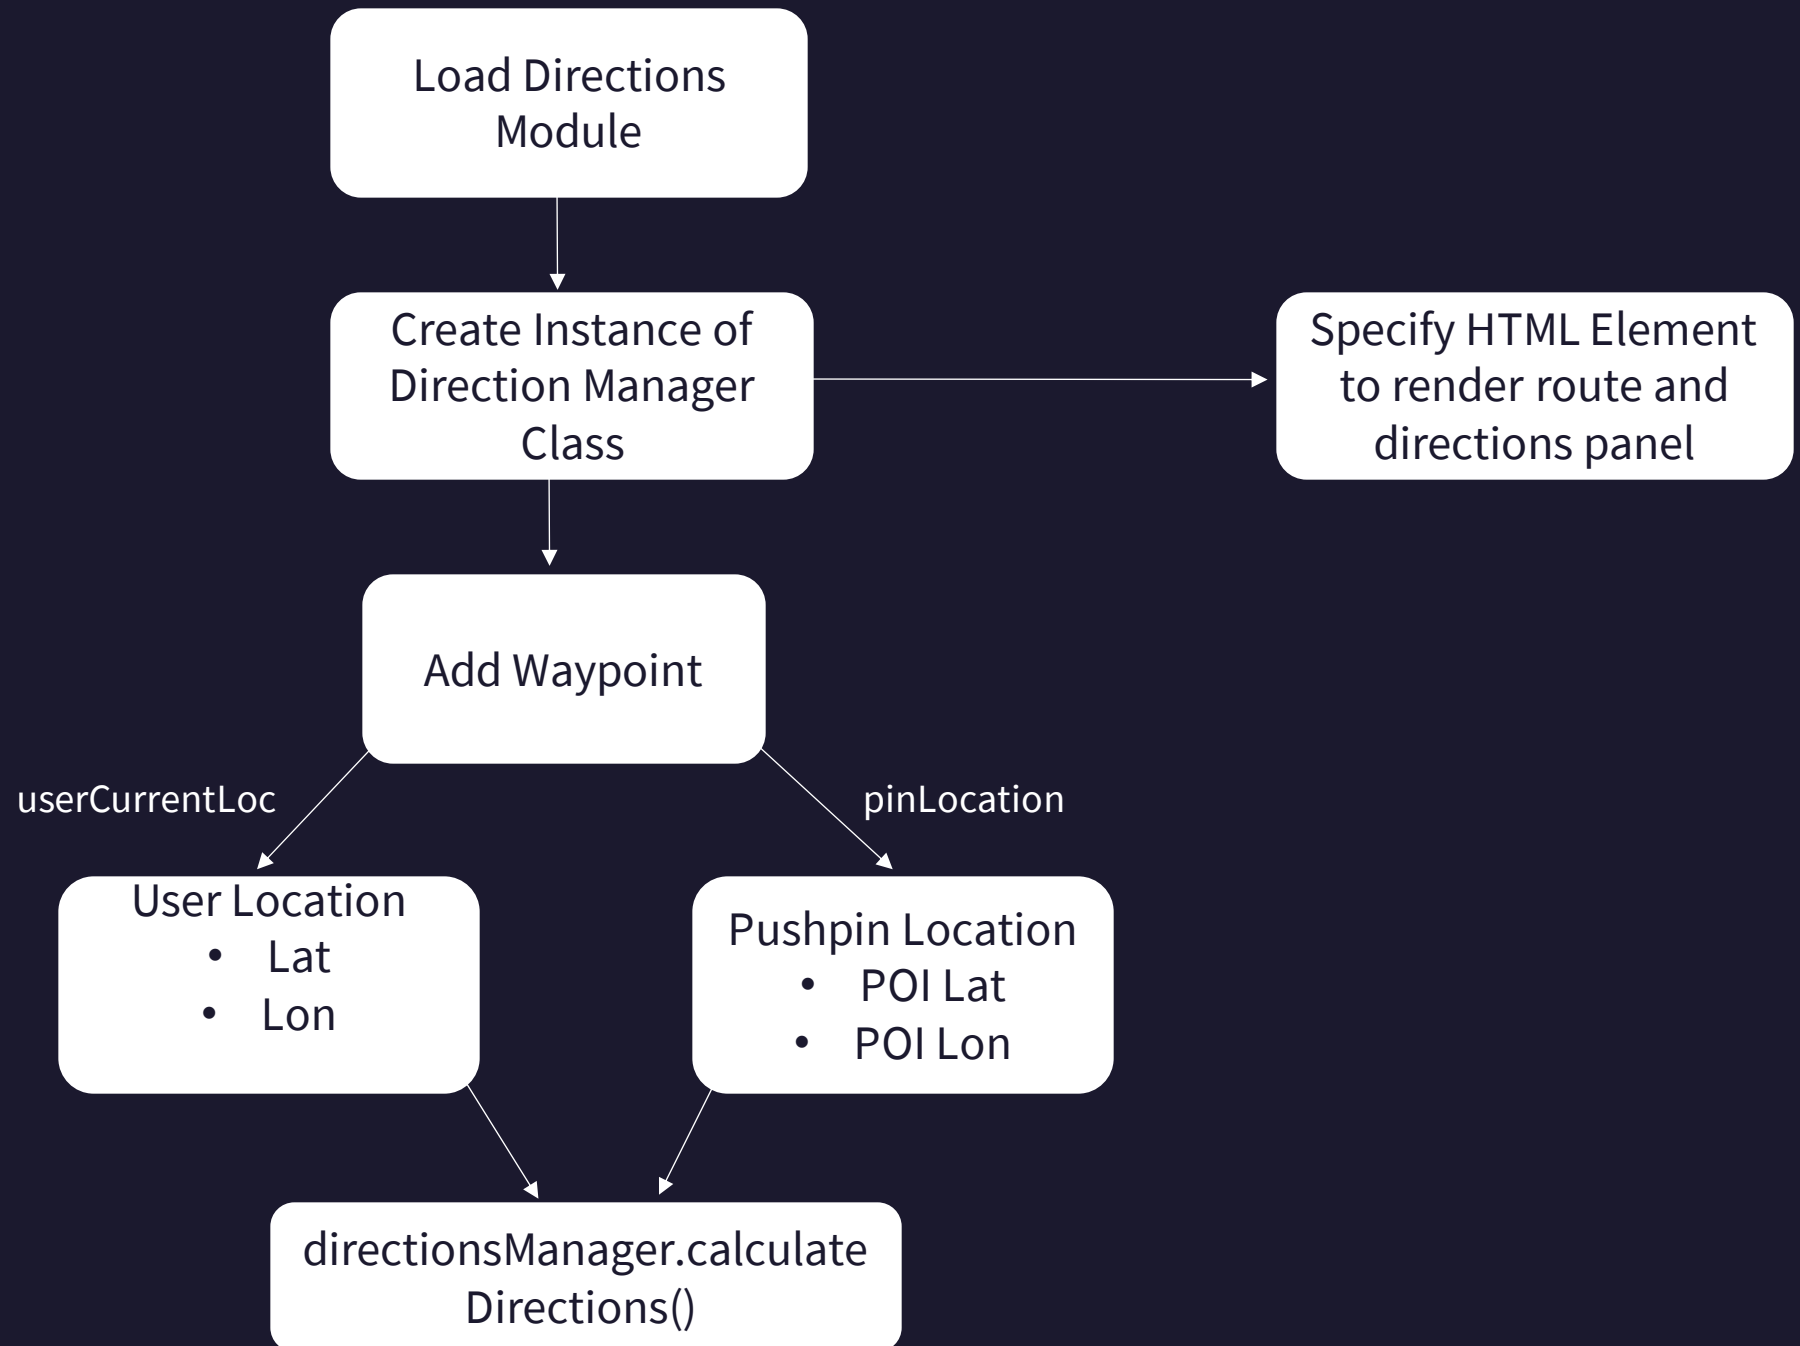 Load Directions
Module
Create Instance of
Direction Manager
Class
Specify HTML Element
to render route and
directions panel
Add Waypoint
userCurrentLoc
pinLocation
User Location
• Lat
• Lon
Pushpin Location
• POI Lat
• POI Lon
directionsManager.calculate
Directions()